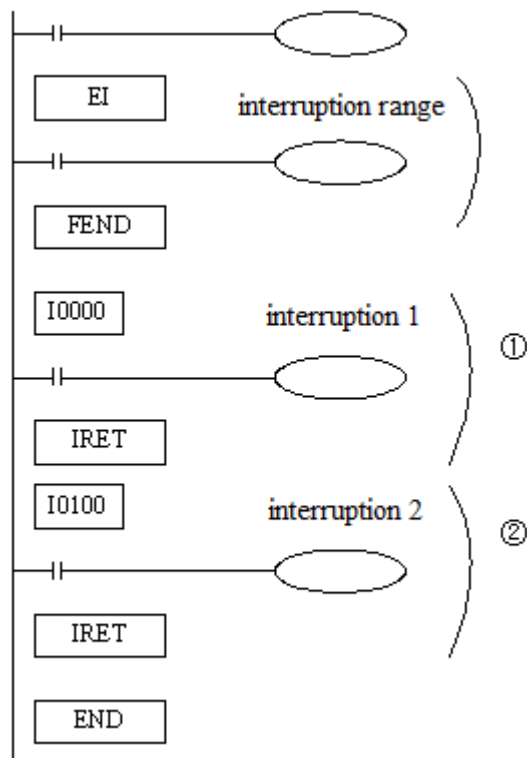 EI
interruption range
FEND
I0000
interruption 1
①
IRET
I0100
interruption 2
②
IRET
END